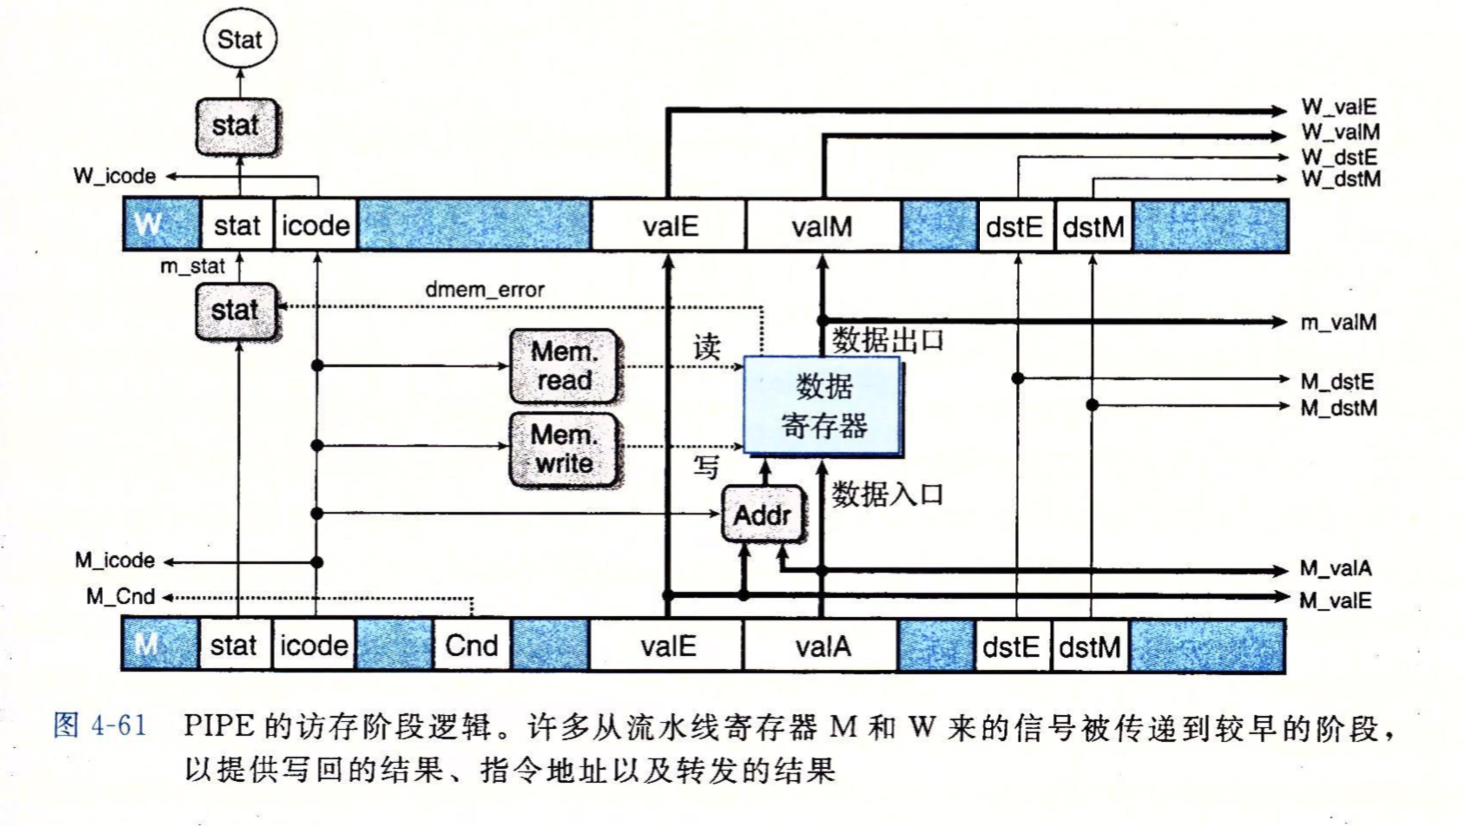 Stat
stat
W_valE
W_valM
W_dstE
W_dstM
W_icode
W stat icode valE valM dstE dstM
m_stat
dmem_error
stat
m_valM
数据出口
Mem.
read
读
数据
寄存器
M_dstE
M_dstM
Mem.
write
写
数据入口
Addr
M_icode
M_valA
M_Cnd
M_valE
M stat icode Cnd valE valA dstE dstM
图 4-61 PIPE 的访存阶段逻辑。许多从流水线寄存器 M 和 W 来的信号被传递到较早的阶段，
以提供写回的结果、指令地址以及转发的结果